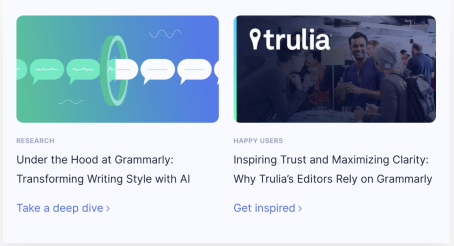 trulia
RESEARCH
Under the Hood at Grammarly:
Transforming Writing Style with AI
Take a deep dive
HAPPY USERS
Inspiring Trust and Maximizing Clarity:
Why Trulia's Editors Rely on Grammarly
Get inspired